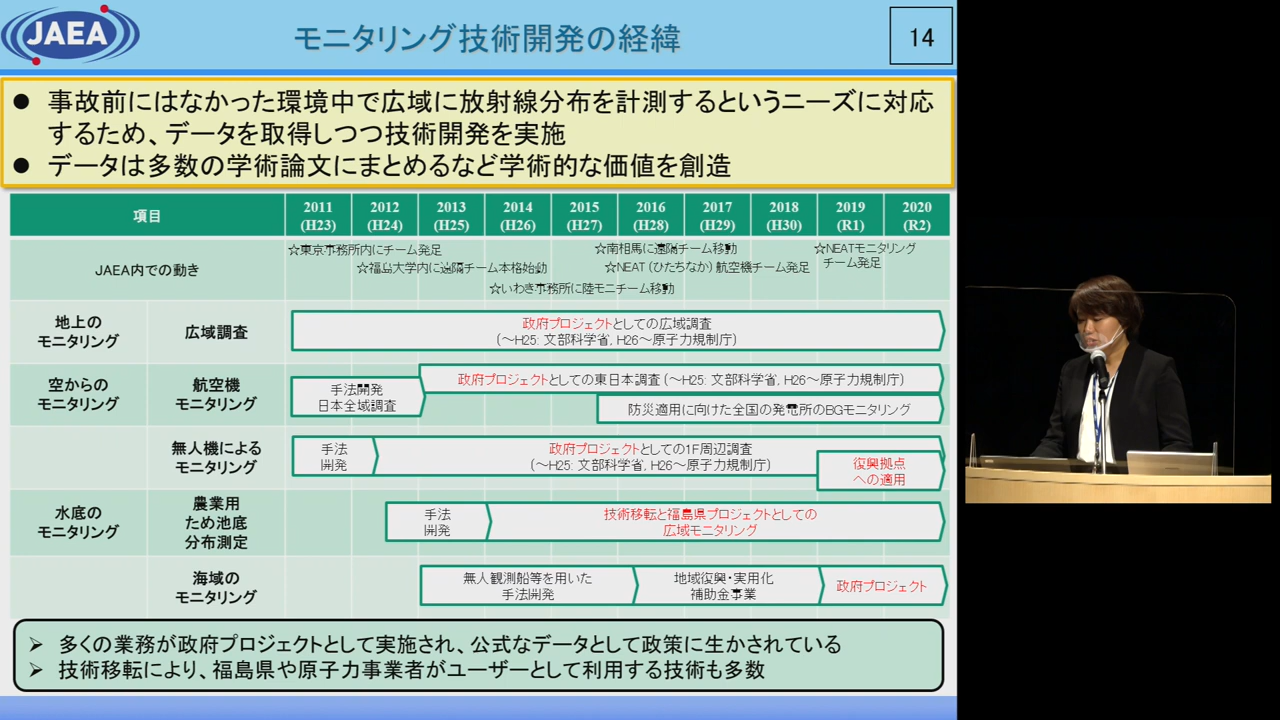 JAEA
モニタリング技術開発の経緯
14
● 事故前にはなかった環境中で広域に放射線分布を計測するというニーズに対応
するため、データを取得しつつ技術開発を実施
● データは多数の学術論文にまとめるなど学術的な価値を創造
項目
2011 2012 2013 2014 2015 2016 2017 2018 2019 2020
(H23) (H24) (H25) (H26) (H27) (H28) (H29) (H30) (R1) (R2)
JAEA内での動き
☆東京事務所内にチーム発足
☆福島大学内に遠隔チーム本格始動
☆いわき事務所に陸モニチーム移動
☆南相馬に遠隔チーム移動
☆NEAT（ひたちなか）航空機チーム発足
☆NEATモニタリング
チーム発足
地上の
モニタリング
広域調査
政府プロジェクトとしての広域調査
（～H25: 文部科学省, H26～原子力規制庁）
空からの
モニタリング
航空機
モニタリング
手法開発
日本全域調査
政府プロジェクトとしての東日本調査（～H25: 文部科学省, H26～原子力規制庁）
防災適用に向けた全国の発電所のBGモニタリング
無人機による
モニタリング
手法
開発
政府プロジェクトとしての1F周辺調査
（～H25: 文部科学省, H26～原子力規制庁）
復興拠点
への適用
水底の
モニタリング
農業用
ため池底
分布測定
手法
開発
技術移転と福島県プロジェクトとしての
広域モニタリング
海域の
モニタリング
無人観測船等を用いた
手法開発
地域復興・実用化
補助金事業
政府プロジェクト
➢ 多くの業務が政府プロジェクトとして実施され、公式なデータとして政策に生かされている
➢ 技術移転により、福島県や原子力事業者がユーザーとして利用する技術も多数